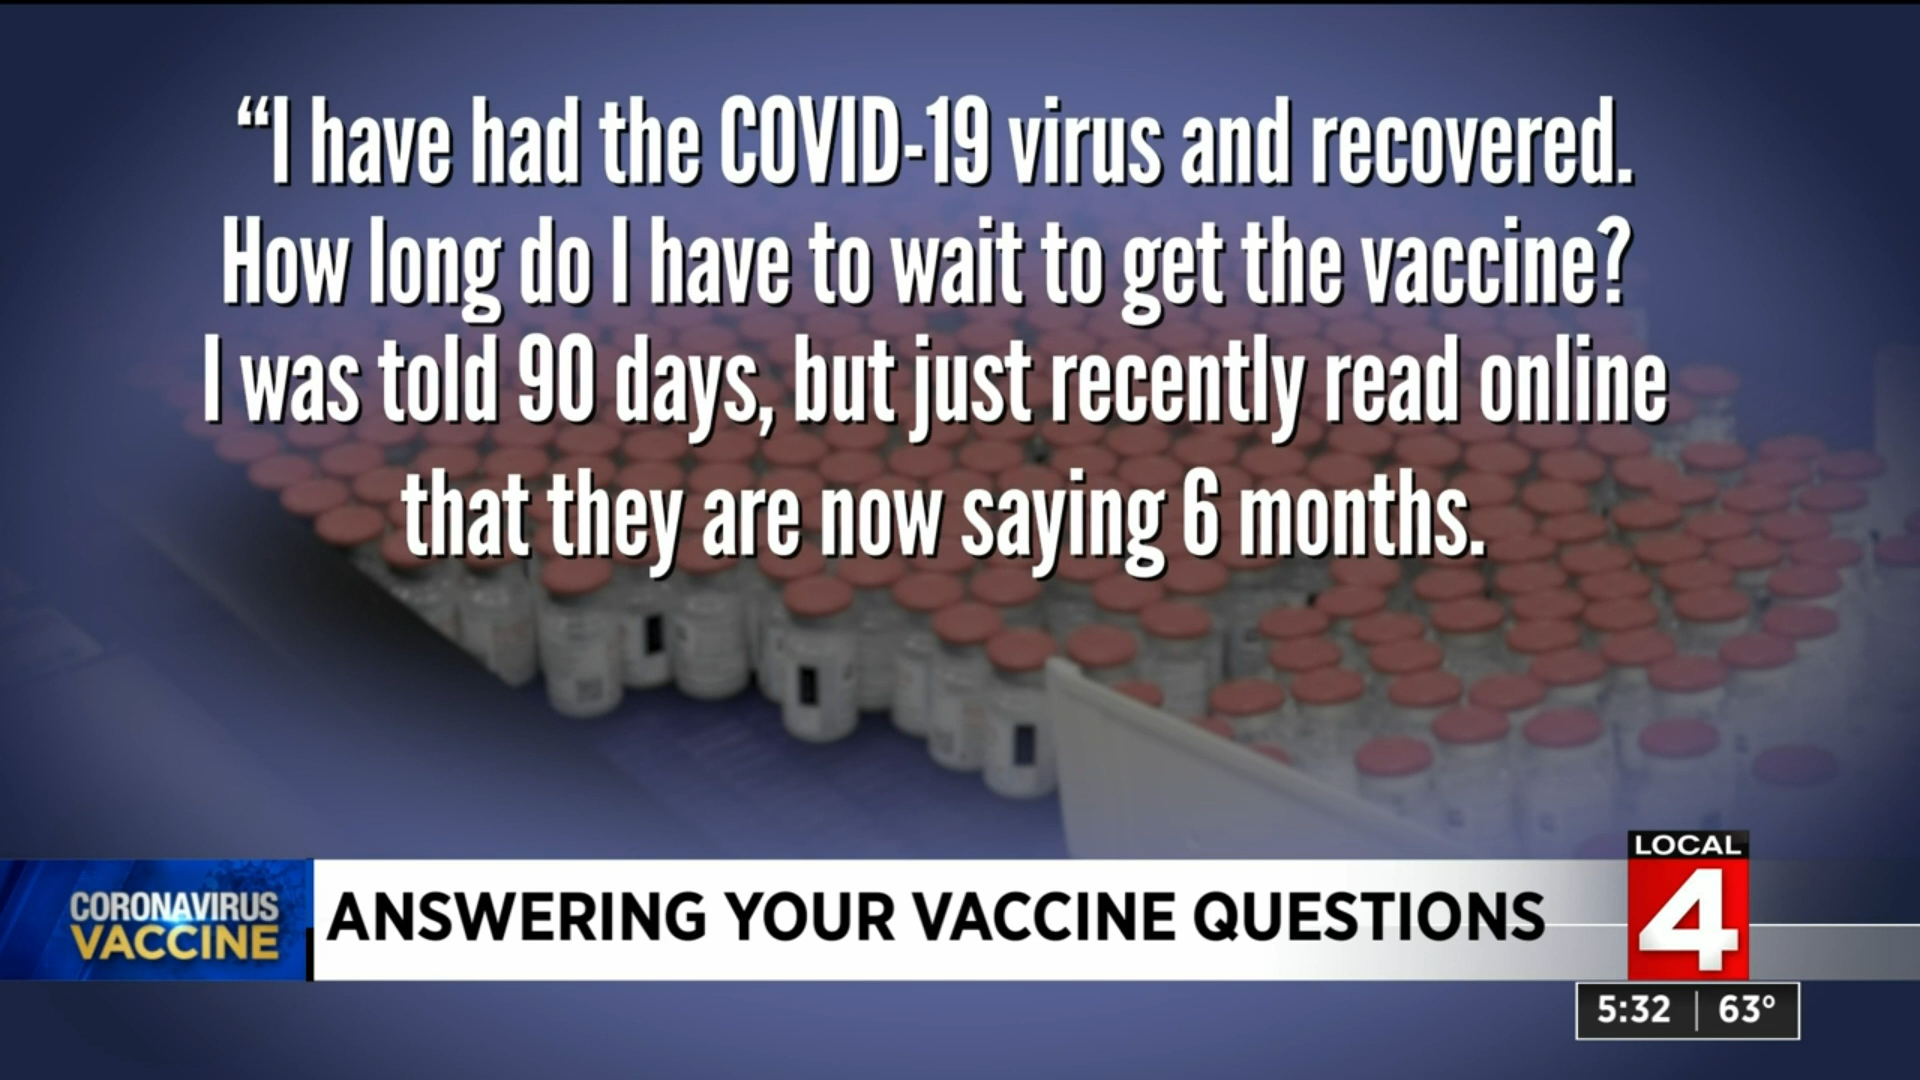 “I have had the COVID-19 virus and recovered.
How long do I have to wait to get the vaccine?
I was told 90 days, but just recently read online
that they are now saying 6 months.
CORONAVIRUS
VACCINE
ANSWERING YOUR VACCINE QUESTIONS
LOCAL
4
5:32 | 63°